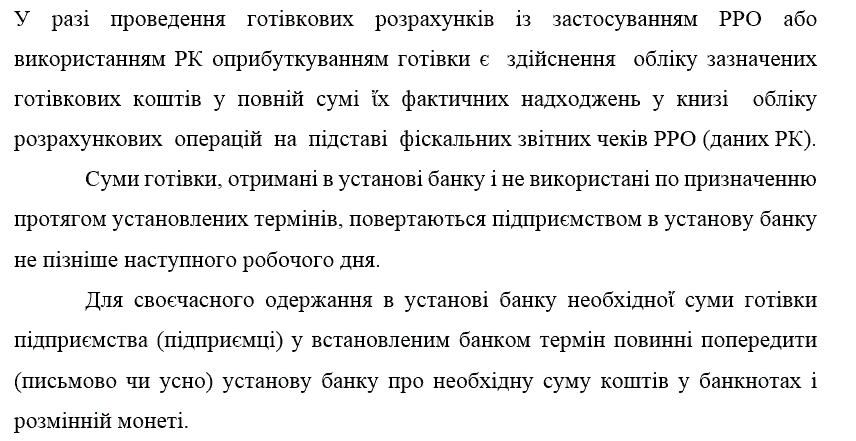 У разі проведення готівкових розрахунків із застосуванням РРО або
використанням РК оприбуткуванням готівки є здійснення обліку зазначених
готівкових коштів у повній сумі їх фактичних надходжень у книзі обліку
розрахункових операцій на підставі фіскальних звітних чеків РРО (даних РК).
Суми готівки, отримані в установі банку і не використані по призначенню
протягом установлених термінів, повертаються підприємством в установу банку
не пізніше наступного робочого дня.
Для своєчасного одержання в установі банку необхідної суми готівки
підприємства (підприємці) у встановленим банком термін повинні попередити
(письмово чи усно) установу банку про необхідну суму коштів у банкнотах і
розмінній монеті.